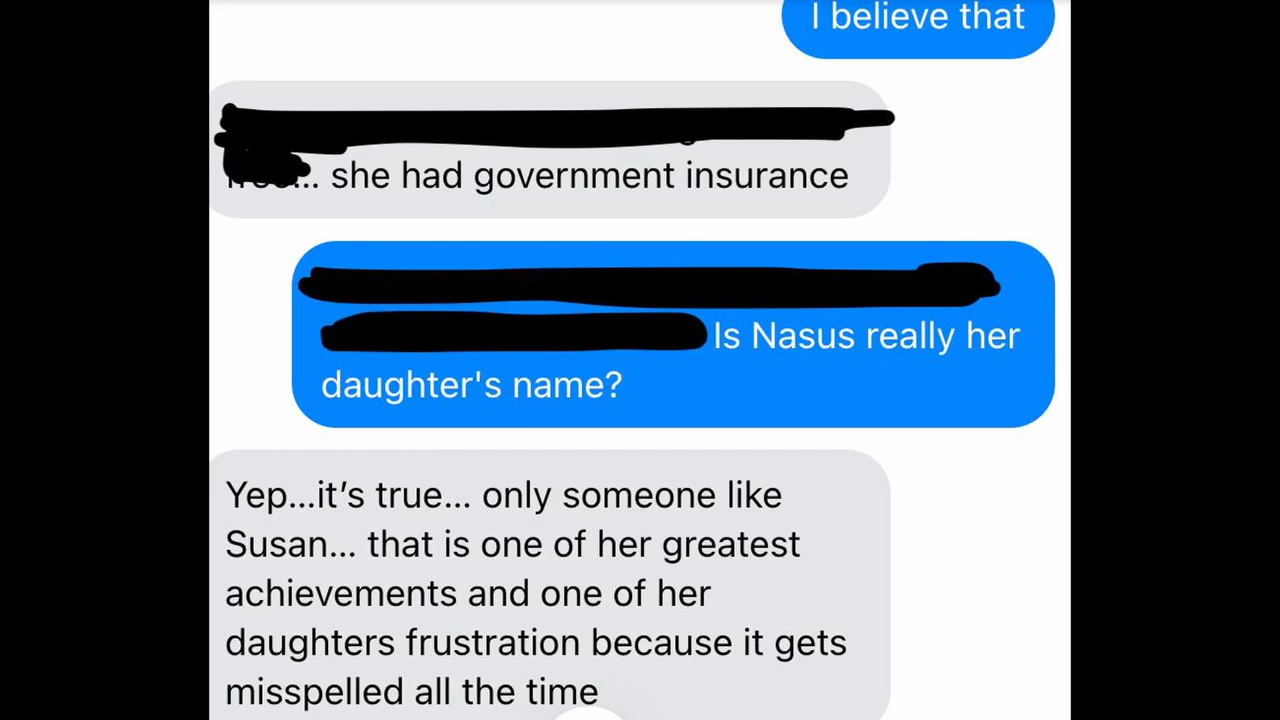 I believe that
... she had government insurance
Is Nasus really her
daughter's name?
Yep...it’s true... only someone like
Susan... that is one of her greatest
achievements and one of her
daughters frustration because it gets
misspelled all the time